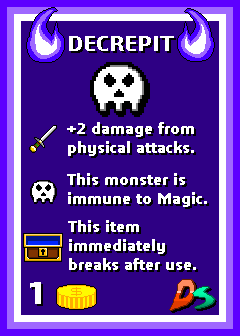 DECREPIT
+2 damage from
physical attacks.
This monster is
immune to Magic.
This item
immediately
breaks after use.
1
DS